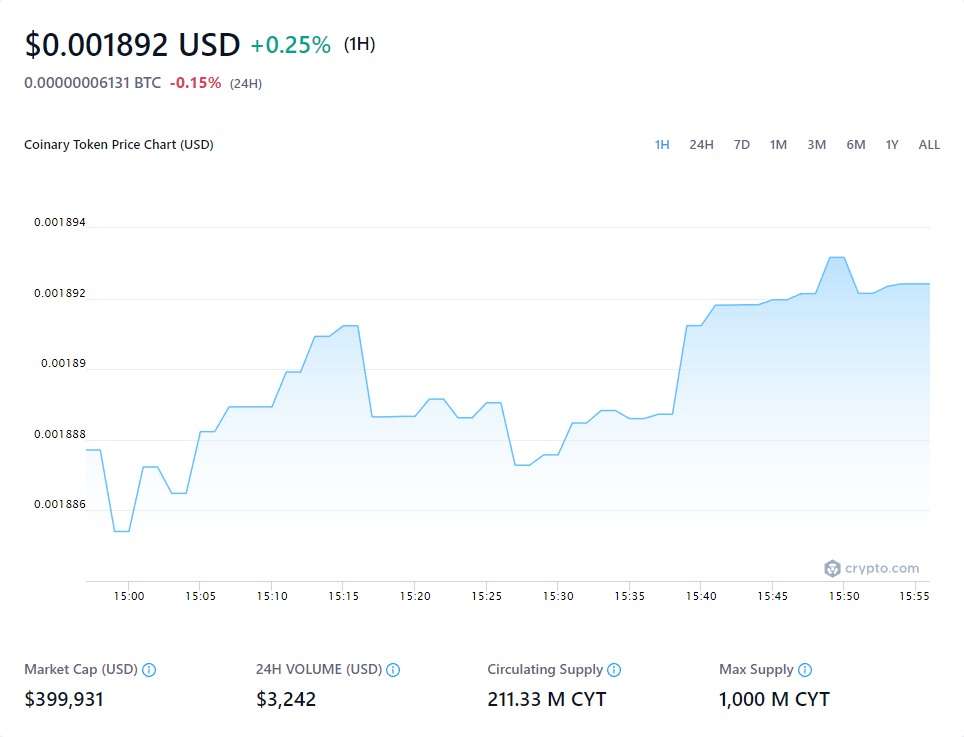 $0.001892 USD +0.25% (1H)
0.00000006131 BTC -0.15% (24H)
Coinary Token Price Chart (USD) 1H 24H 7D 1M 3M 6M 1Y ALL
0.001894
0.001892
0.00189
0.001888
0.001886
crypto.com
15:00 15:05 15:10 15:15 15:20 15:25 15:30 15:35 15:40 15:45 15:50 15:55
Market Cap (USD) 24H VOLUME (USD) Circulating Supply Max Supply
$399,931 $3,242 211.33 M CYT 1,000 M CYT